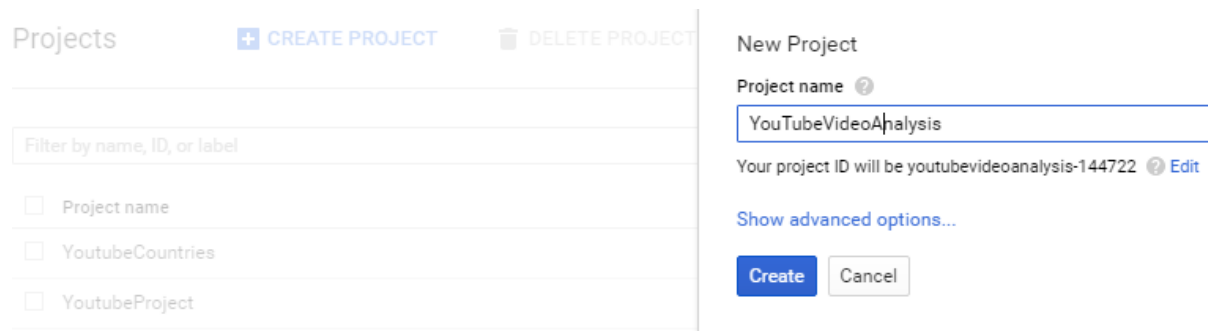 Projects
CREATE PROJECT
DELETE PROJECT
Filter by name, ID, or label
Project name
YoutubeCountries
YoutubeProject
New Project
Project name
YouTubeVideoAnalysis
Your project ID will be youtubevideoanalysis-144722 Edit
Show advanced options...
Create
Cancel